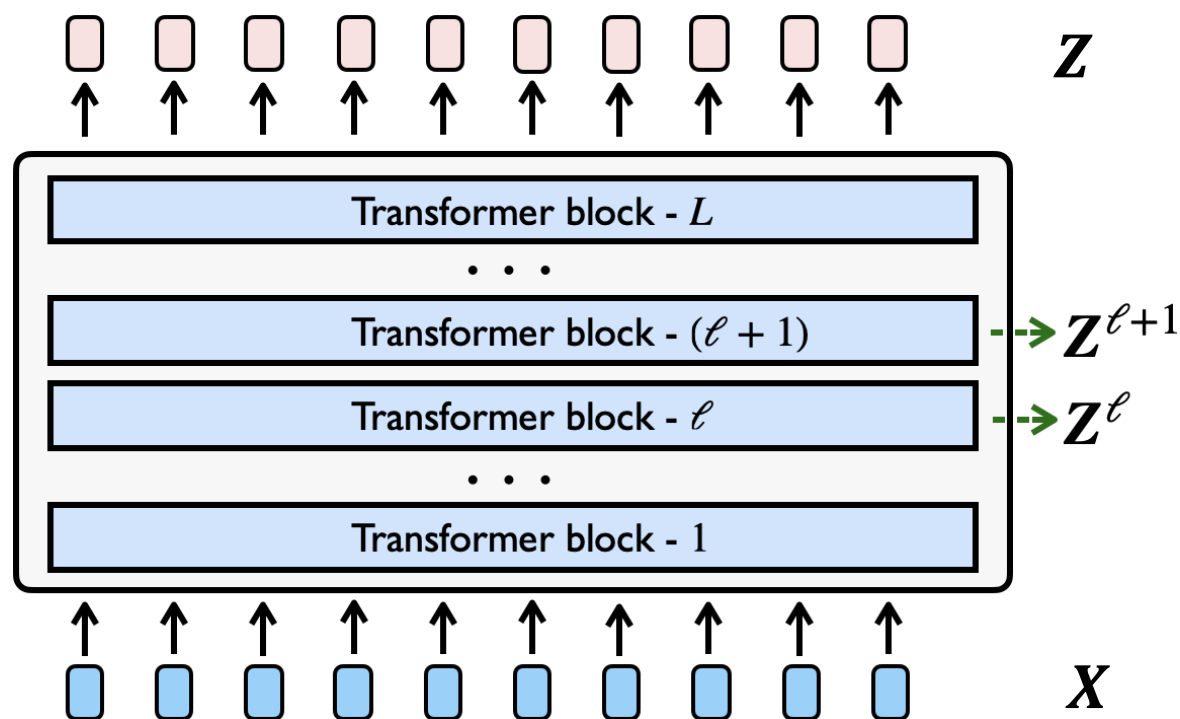 Z
Transformer block - L
. . .
Transformer block - (ℓ + 1)
Z^{ℓ+1}
Transformer block - ℓ
Z^ℓ
. . .
Transformer block - 1
X